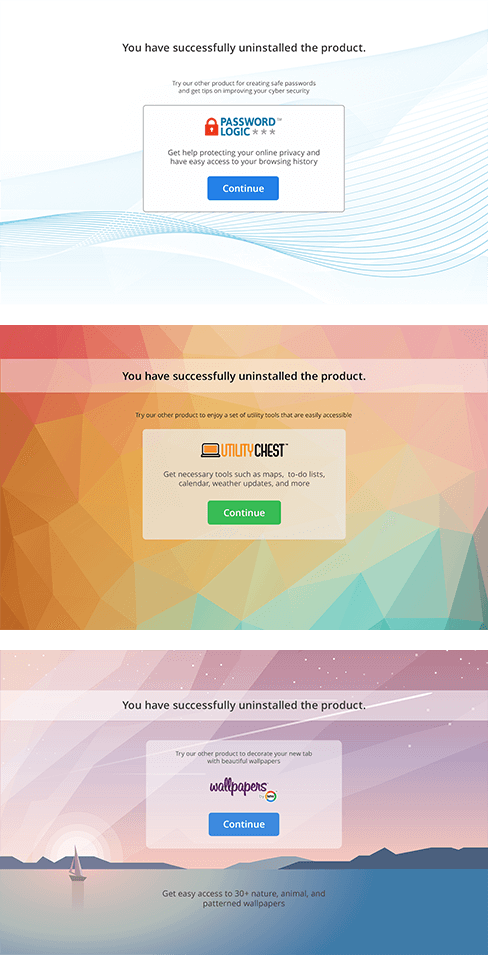 You have successfully uninstalled the product.
Try our other product for creating safe passwords
and get tips on improving your cyber security
PASSWORD™
LOGIC ***
Get help protecting your online privacy and
have easy access to your browsing history
Continue
You have successfully uninstalled the product.
Try our other product to enjoy a set of utility tools that are easily accessible
UTILITYCHEST™
Get necessary tools such as maps, to-do lists,
calendar, weather updates, and more
Continue
You have successfully uninstalled the product.
Try our other product to decorate your new tab
with beautiful wallpapers
wallpapers
Continue
Get easy access to 30+ nature, animal, and
patterned wallpapers